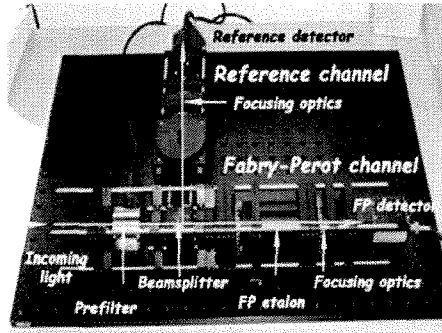 Reference detector
Reference channel
Focusing optics
Fabry-Perot channel
FP detector
Incoming
light
Beamsplitter
Focusing optics
Prefilter
FP etalon